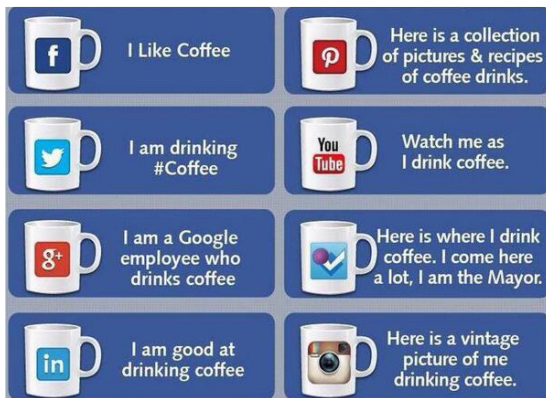 f
I Like Coffee
Here is a collection
of pictures & recipes
of coffee drinks.
I am drinking
#Coffee
You
Tube
Watch me as
I drink coffee.
g+
I am a Google
employee who
drinks coffee
Here is where I drink
coffee. I come here
a lot, I am the Mayor.
in
I am good at
drinking coffee
Here is a vintage
picture of me
drinking coffee.